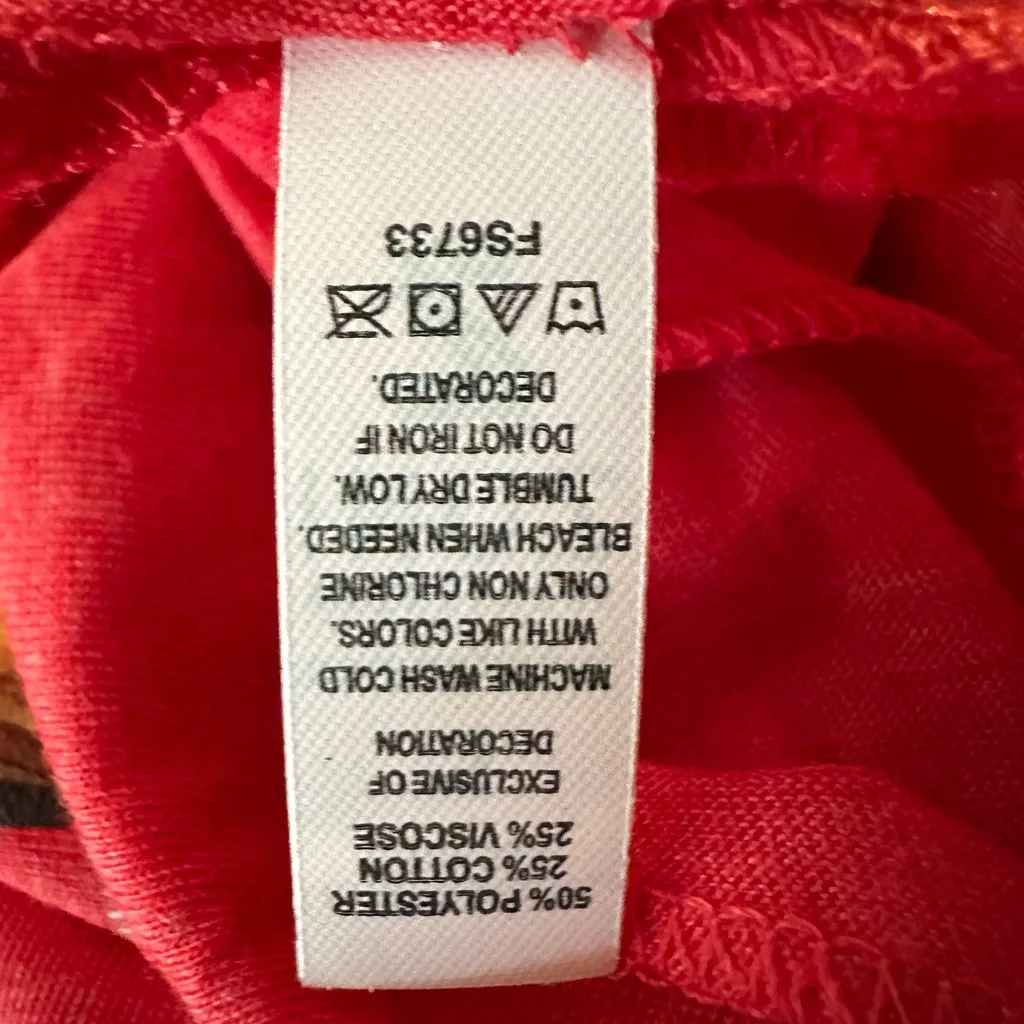 50% POLYESTER
25% COTTON
25% VISCOSE
EXCLUSIVE OF
DECORATION
MACHINE WASH COLD
WITH LIKE COLORS.
ONLY NON CHLORINE
BLEACH WHEN NEEDED.
TUMBLE DRY LOW.
DO NOT IRON IF
DECORATED.
FS6733